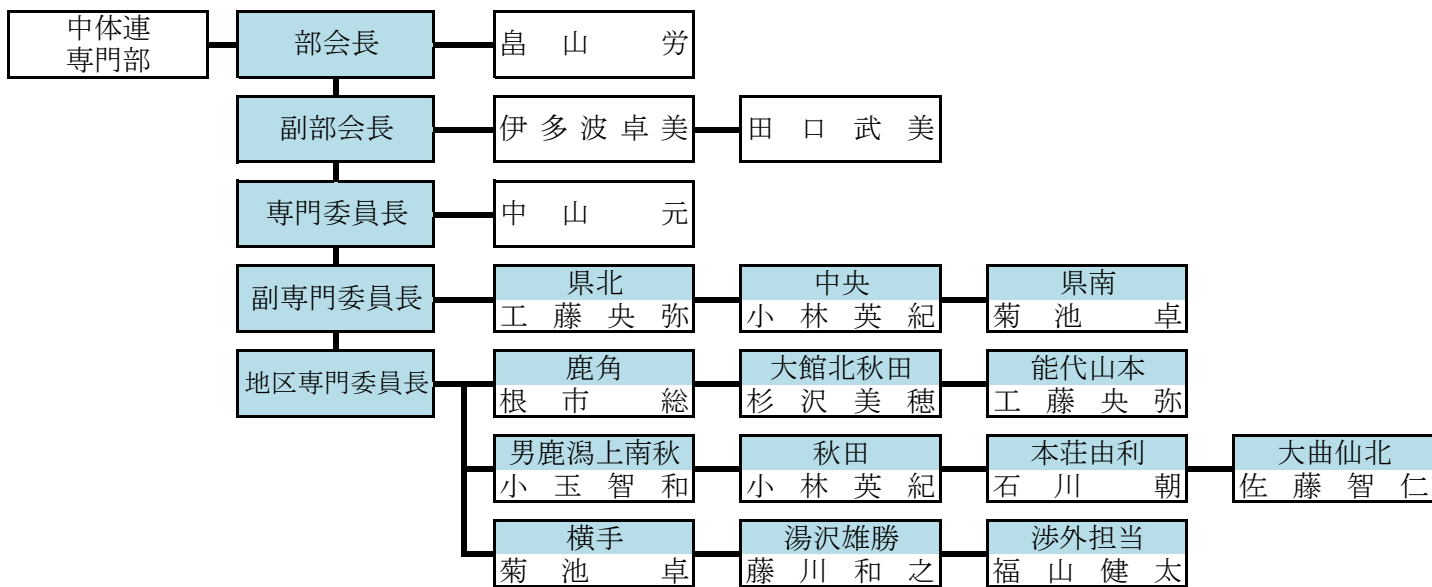 中体連
専門部
部会長
畠山 労
副部会長
伊多波卓美
田口武美
専門委員長
中山 元
副専門委員長
県北
工藤央弥
中央
小林英紀
県南
菊池 卓
地区専門委員長
鹿角
根市 総
大館北秋田
杉沢美穂
能代山本
工藤央弥
男鹿潟上南秋
小玉智和
秋田
小林英紀
本荘由利
石川 朝
大曲仙北
佐藤智仁
横手
菊池 卓
湯沢雄勝
藤川和之
渉外担当
福山健太